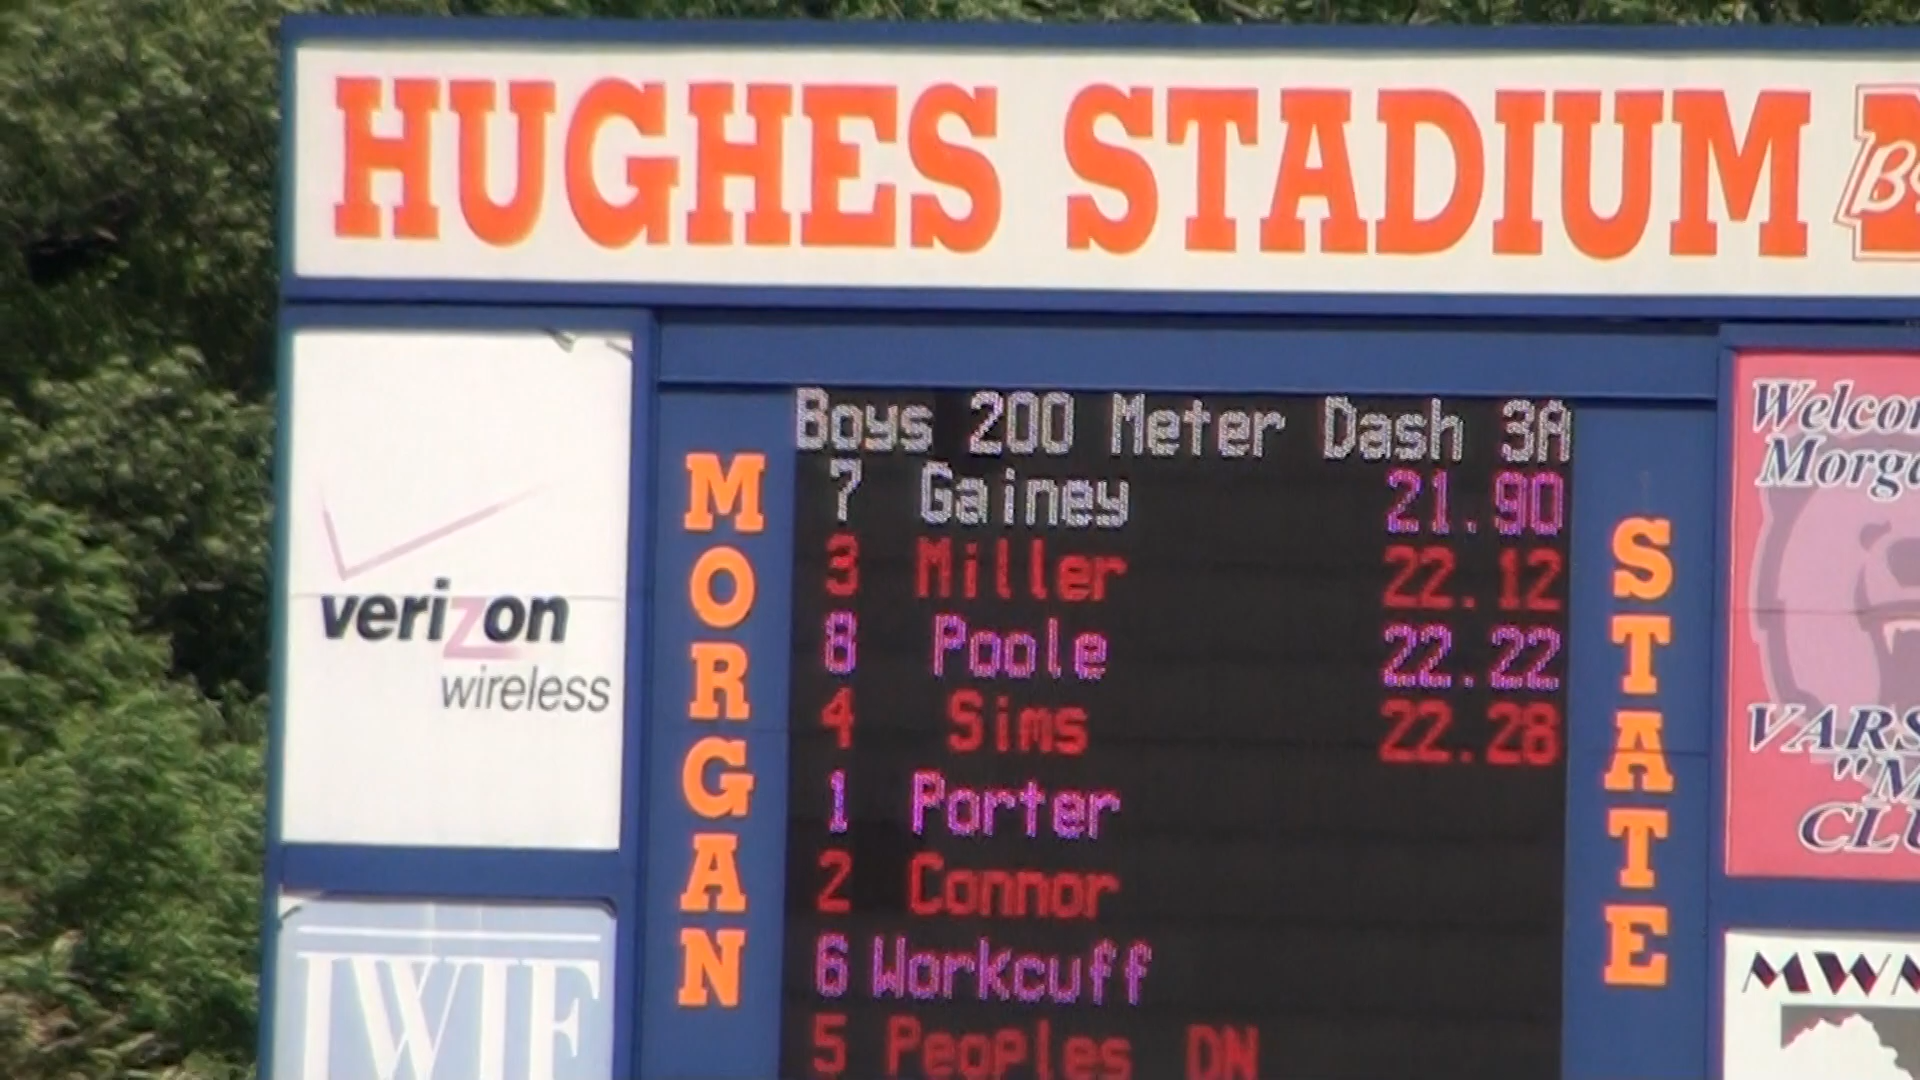 HUGHES STADIUM
verizon
wireless
MORGAN
Boys 200 Meter Dash 3A
7 Gainey 21.90
3 Miller 22.12
8 Poole 22.22
4 Sims 22.28
1 Porter
2 Connor
6 Workcuff
5 Peoples DN
STATE
Welcom
Morga
VARS
"M
CLU
MWM